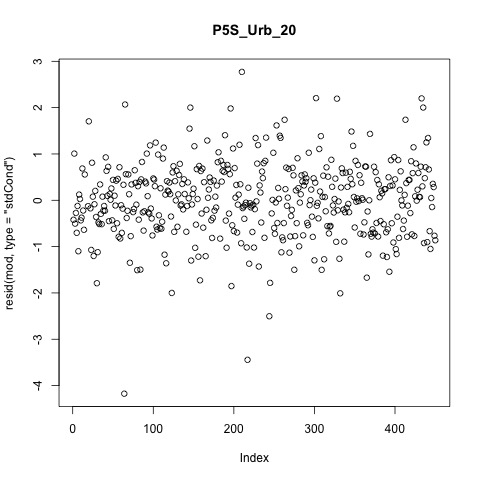 P5S_Urb_20
resid(mod, type = "stdCond")
3
2
1
0
-1
-2
-3
-4
0 100 200 300 400
Index